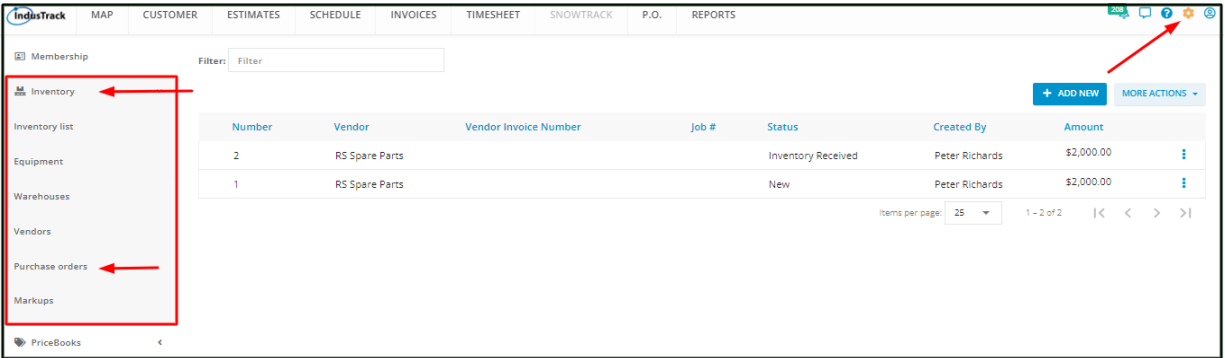 IndusTrack MAP CUSTOMER ESTIMATES SCHEDULE INVOICES TIMESHEET SNOWTRACK P.O. REPORTS 208
Membership
Filter: Filter
Inventory
+ ADD NEW MORE ACTIONS
Inventory list
Number Vendor Vendor Invoice Number Job # Status Created By Amount
2 RS Spare Parts Inventory Received Peter Richards $2,000.00
Equipment
1 RS Spare Parts New Peter Richards $2,000.00
Warehouses
Items per page: 25 1 – 2 of 2
Vendors
Purchase orders
Markups
PriceBooks